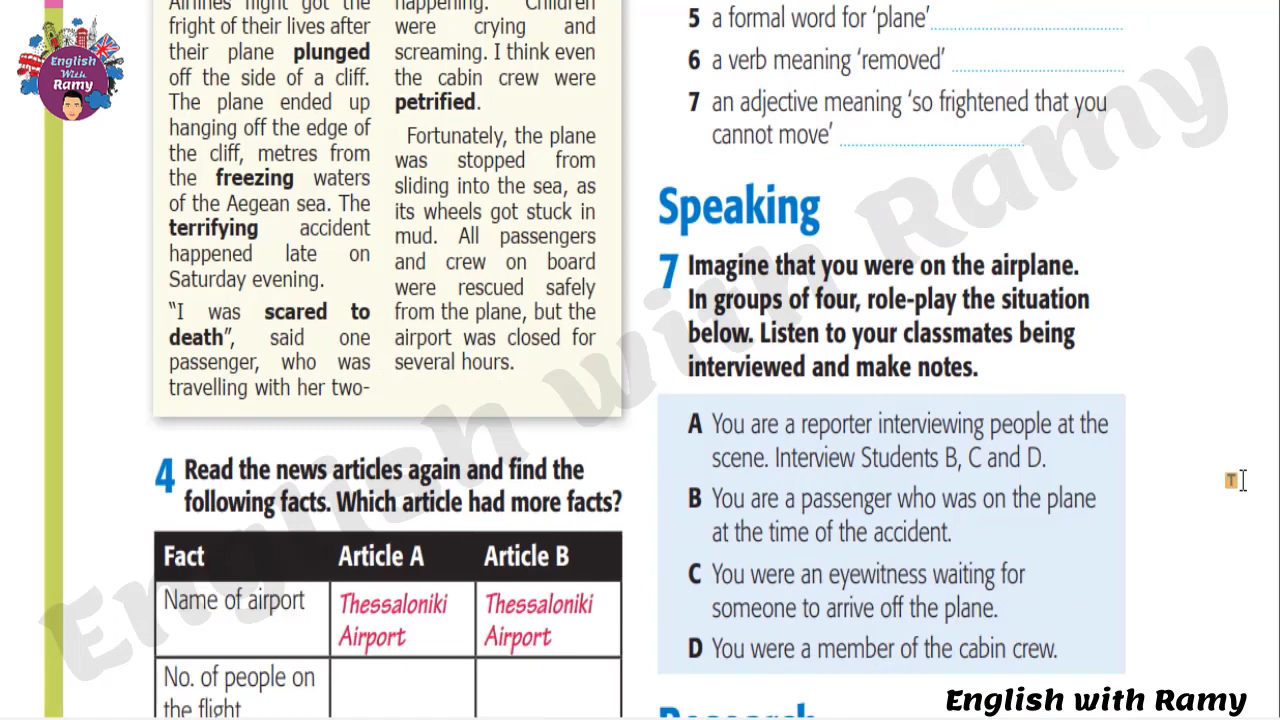 English
With
Ramy
Airlines flight got the
fright of their lives after
their plane plunged
off the side of a cliff.
The plane ended up
hanging off the edge of
the cliff, metres from
the freezing waters
of the Aegean sea. The
terrifying accident
happened late on
Saturday evening.
"I was scared to
death", said one
passenger, who was
travelling with her two-
happening. Children
were crying and
screaming. I think even
the cabin crew were
petrified.
Fortunately, the plane
was stopped from
sliding into the sea, as
its wheels got stuck in
mud. All passengers
and crew on board
were rescued safely
from the plane, but the
airport was closed for
several hours.
4 Read the news articles again and find the
following facts. Which article had more facts?
Fact Article A Article B
Name of airport Thessaloniki Airport Thessaloniki Airport
No. of people on
the flight
5 a formal word for 'plane'
6 a verb meaning 'removed'
7 an adjective meaning 'so frightened that you
cannot move'
Speaking
7 Imagine that you were on the airplane.
In groups of four, role-play the situation
below. Listen to your classmates being
interviewed and make notes.
A You are a reporter interviewing people at the
scene. Interview Students B, C and D.
B You are a passenger who was on the plane
at the time of the accident.
C You were an eyewitness waiting for
someone to arrive off the plane.
D You were a member of the cabin crew.
Research
English with Ramy
English with Ramy
T